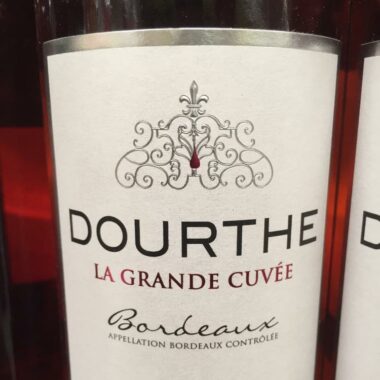 DOURTHE
LA GRANDE CUVÉE
Bordeaux
APPELLATION BORDEAUX CONTRÔLÉE